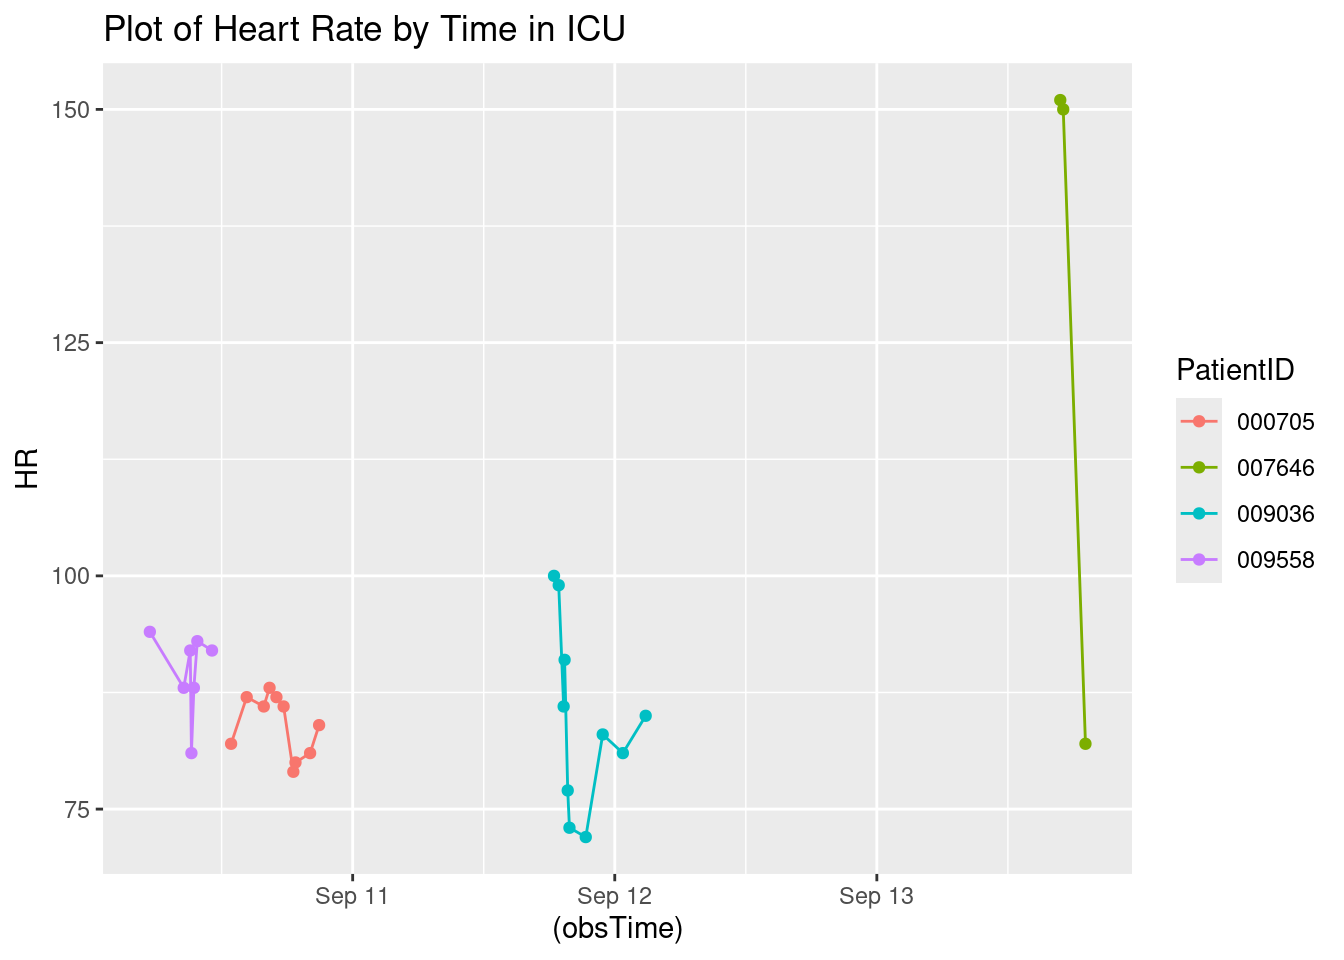 Plot of Heart Rate by Time in ICU
150
125
100
75
HR
Sep 11
Sep 12
Sep 13
(obsTime)
PatientID
000705
007646
009036
009558